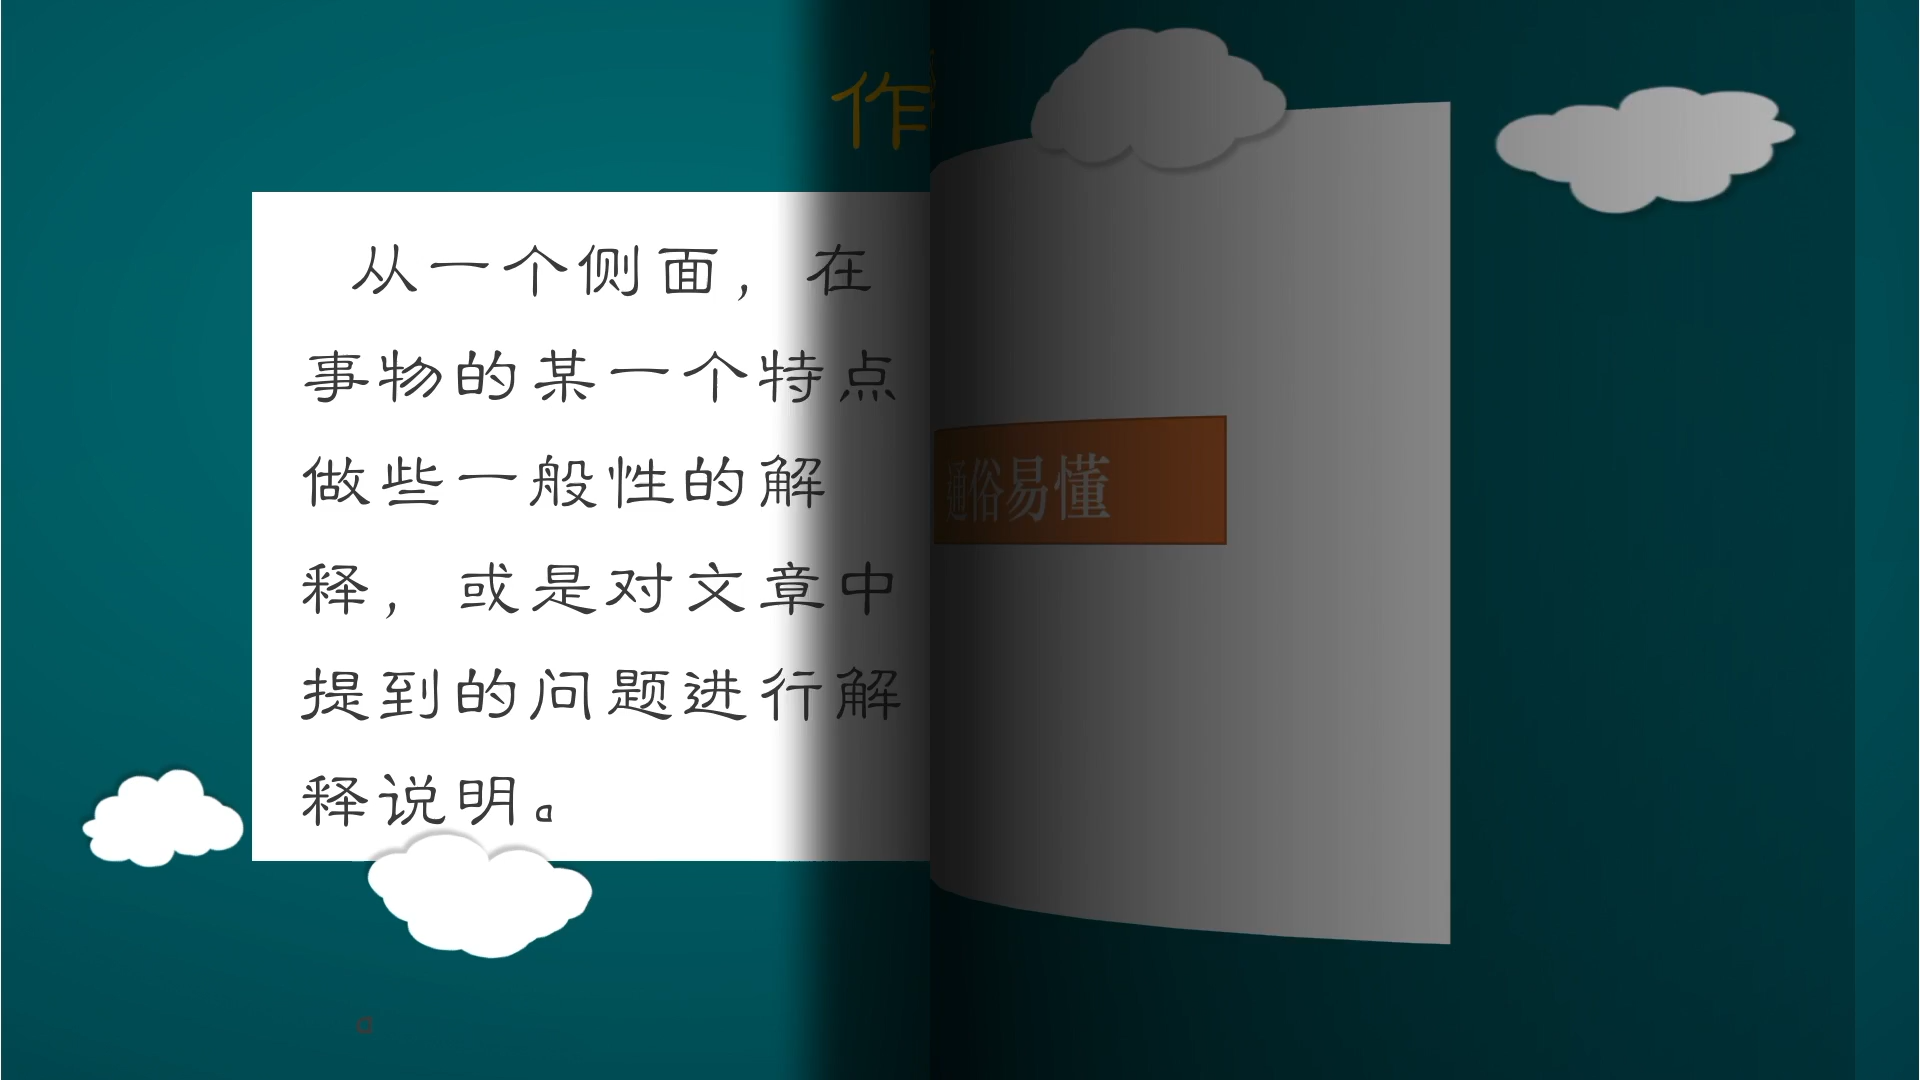 作
从一个侧面，在
事物的某一个特点
做些一般性的解
释，或是对文章中
提到的问题进行解
释说明。
通俗易懂
。